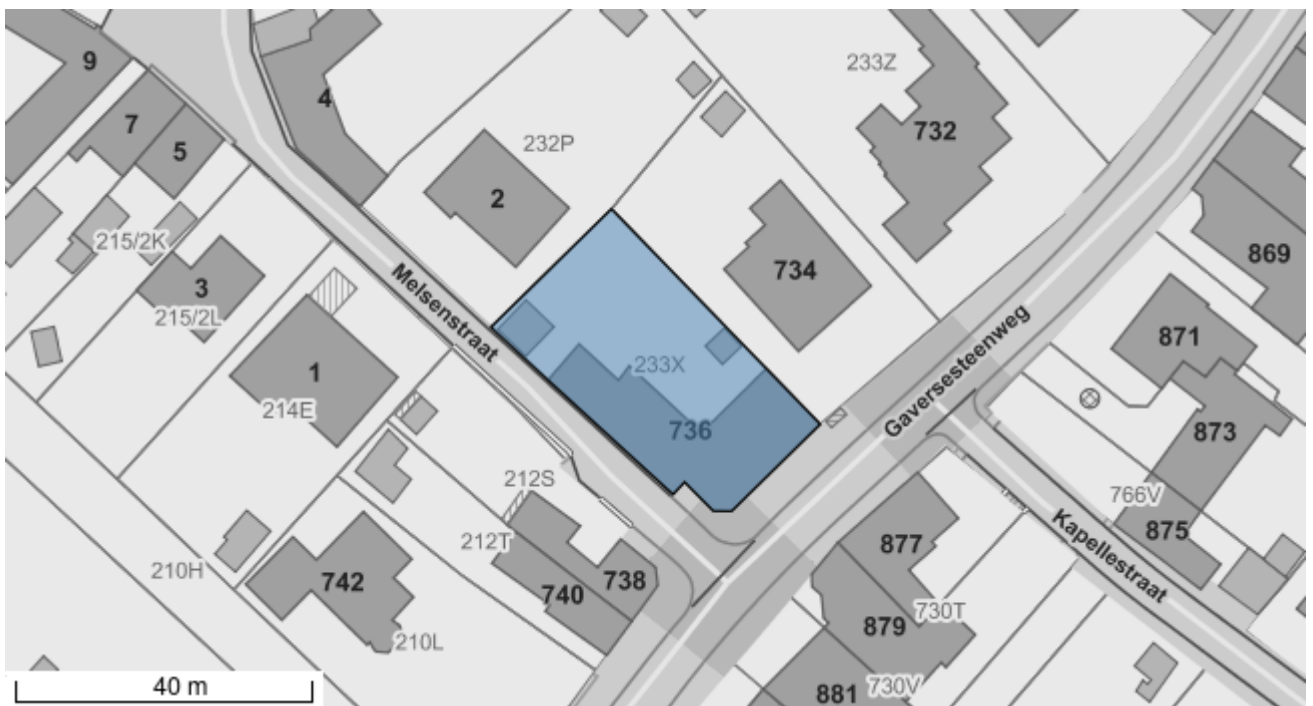 9
4
233Z
7
732
5
232P
2
215/2K
869
3
734
Melsenstraat
215/2L
871
Gaversesteenweg
1
233X
214E
736
873
212S
766V
877
Kapellestraat
875
212T
210H
742
740
738
730T
879
210L
881
730V
40 m